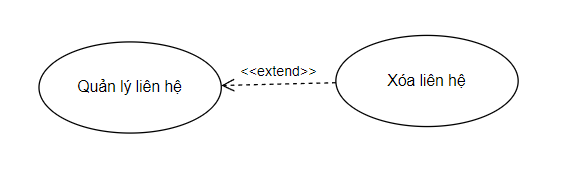 Quản lý liên hệ
<<extend>>
Xóa liên hệ